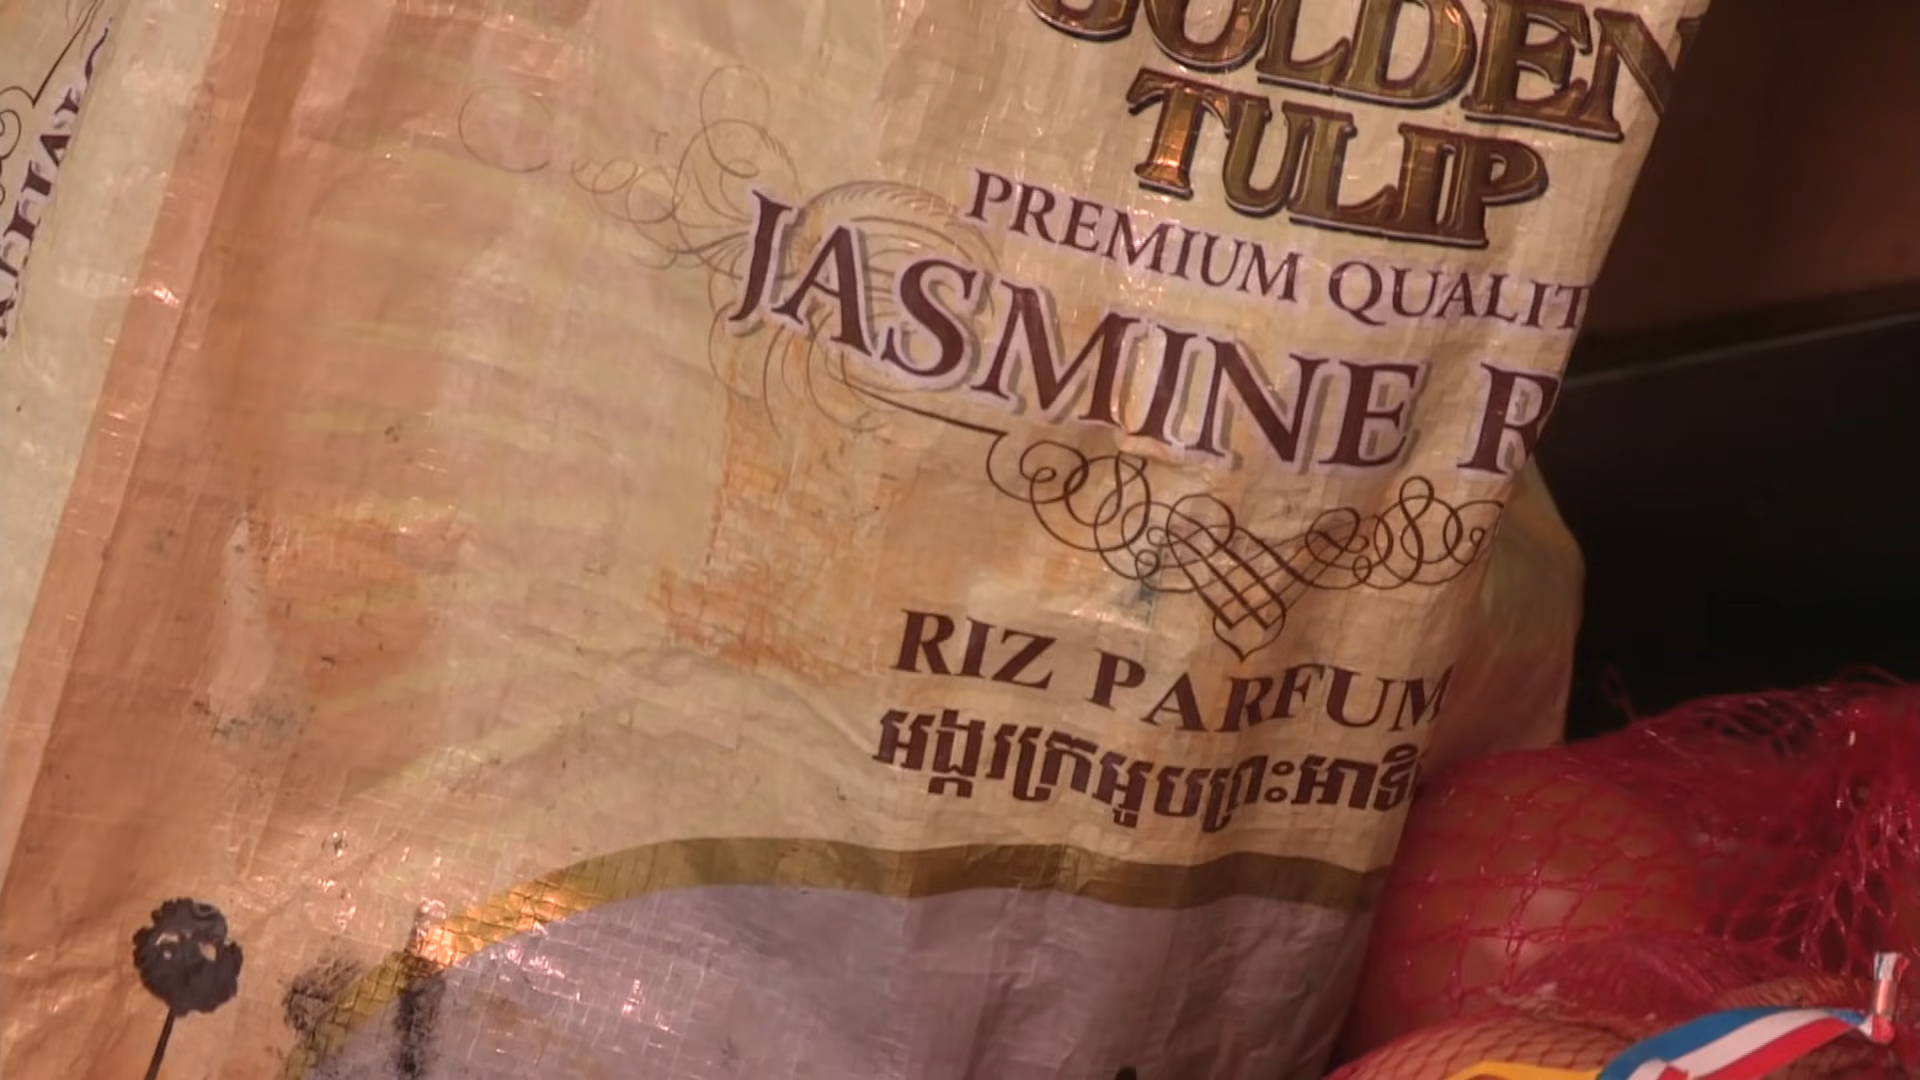 GOLDEN
TULIP
PREMIUM QUALIT
JASMINE R
RIZ PARFUM
អង្ករក្រអូបព្រះអាទិ